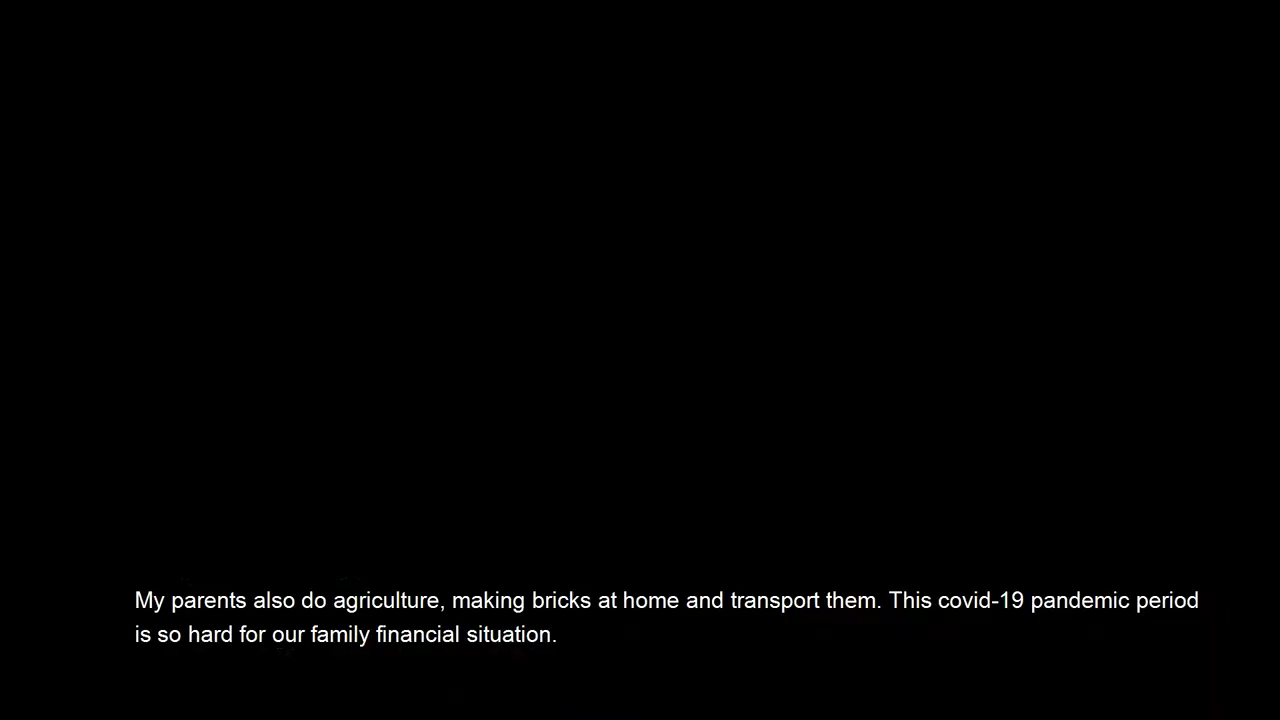 My parents also do agriculture, making bricks at home and transport them. This covid-19 pandemic period
is so hard for our family financial situation.